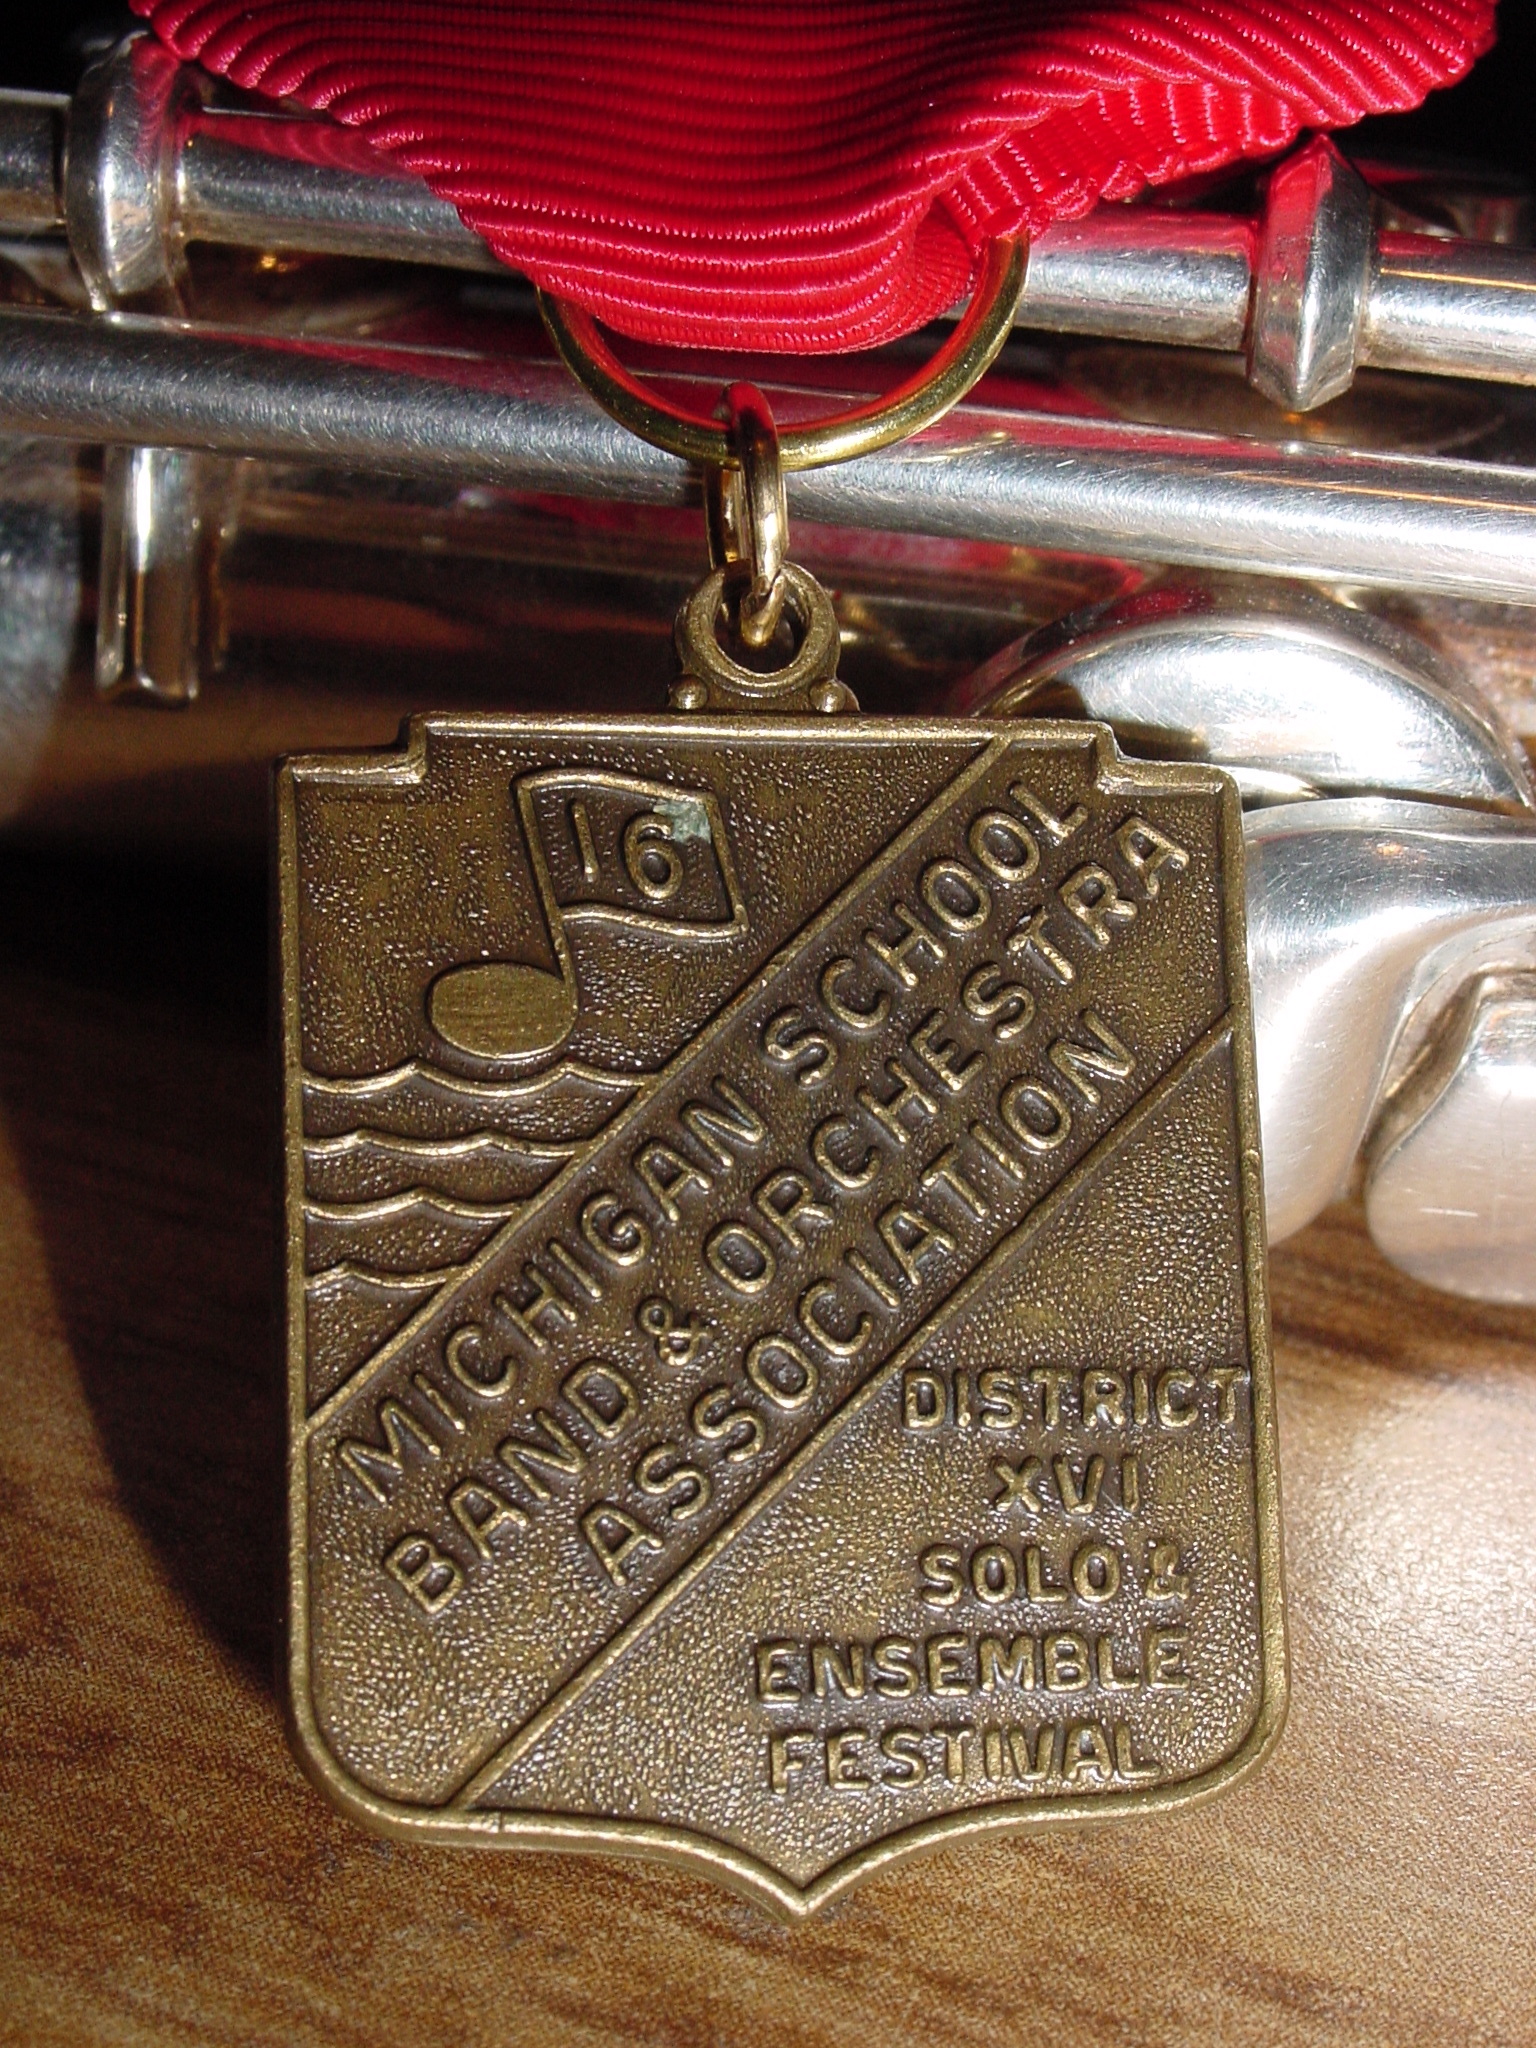 16
MICHIGAN SCHOOL
BAND & ORCHESTRA
ASSOCIATION
DISTRICT
XVI
SOLO &
ENSEMBLE
FESTIVAL